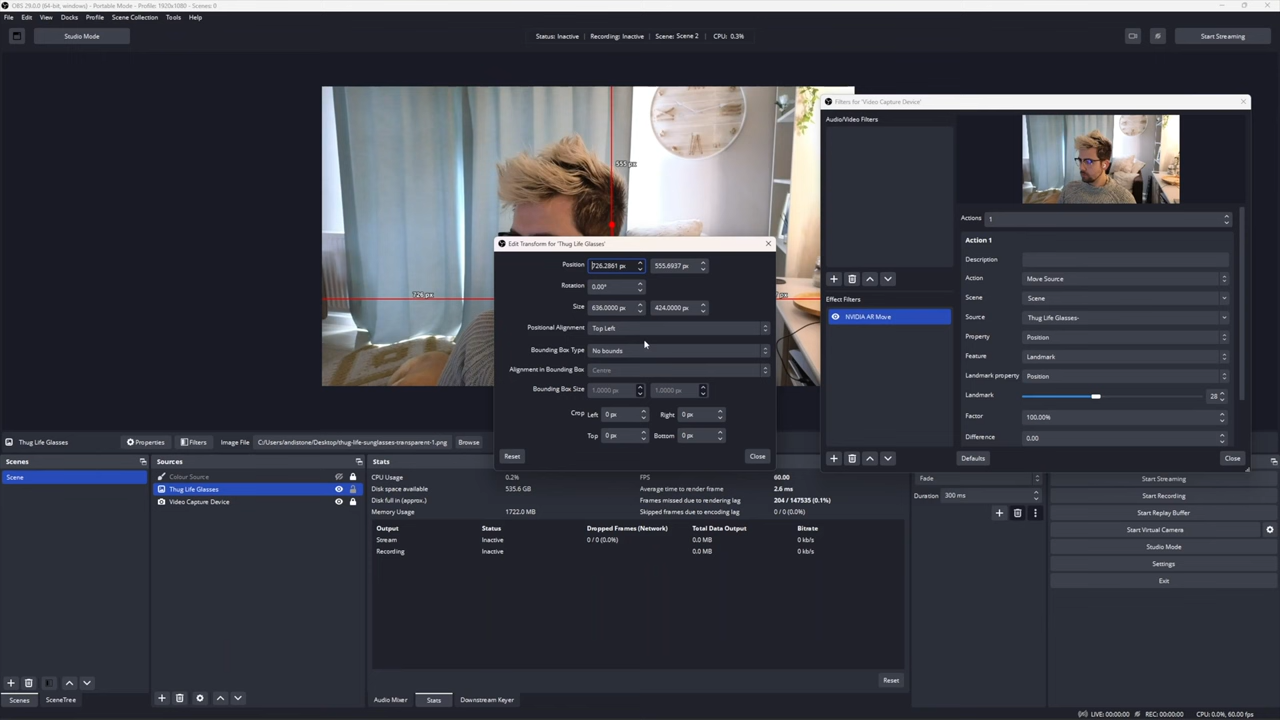 OBS 29.0.0 (64-bit, windows) - Portable Mode - Profile: 1920x1080 - Scenes: 0
File Edit View Docks Profile Scene Collection Tools Help
Studio Mode
Status: Inactive Recording: Inactive Scene: Scene 2 CPU: 0.3%
Start Streaming
555 px
726 px
Edit Transform for 'Thug Life Glasses'
Position 726.2861 px 555.6937 px
Rotation 0.00°
Size 636.0000 px 424.0000 px
Positional Alignment Top Left
Bounding Box Type No bounds
Alignment in Bounding Box Centre
Bounding Box Size 1.0000 px 1.0000 px
Crop Left 0 px Right 0 px
Top 0 px Bottom 0 px
Reset Close
Filters for 'Video Capture Device'
Audio/Video Filters
Effect Filters
NVIDIA AR Move
Actions 1
Action 1
Description
Action Move Source
Scene Scene
Source Thug Life Glasses-
Property Position
Feature Landmark
Landmark property Position
Landmark 28
Factor 100.00%
Difference 0.00
Defaults Close
Thug Life Glasses Properties Filters Image File C:/Users/andistone/Desktop/thug-life-sunglasses-transparent-1.png Browse
Scenes
Scene
Scenes SceneTree
Sources
Colour Source
Thug Life Glasses
Video Capture Device
Stats
CPU Usage 0.2% FPS 60.00
Disk space available 535.6 GB Average time to render frame 2.6 ms
Disk full in (approx.) Frames missed due to rendering lag 204 / 147535 (0.1%)
Memory Usage 1722.0 MB Skipped frames due to encoding lag 0 / 0 (0.0%)
Output Status Dropped Frames (Network) Total Data Output Bitrate
Stream Inactive 0 / 0 (0.0%) 0.0 MB 0 kb/s
Recording Inactive 0.0 MB 0 kb/s
Reset
Audio Mixer Stats Downstream Keyer
Fade
Duration 300 ms
Start Streaming
Start Recording
Start Replay Buffer
Start Virtual Camera
Studio Mode
Settings
Exit
LIVE: 00:00:00 REC: 00:00:00 CPU: 0.0%, 60.00 fps